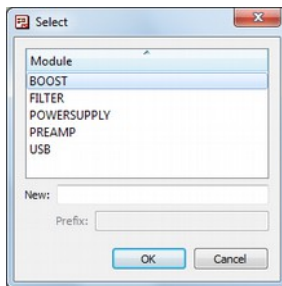 Select
Module
BOOST
FILTER
POWERSUPPLY
PREAMP
USB
New:
Prefix:
OK Cancel